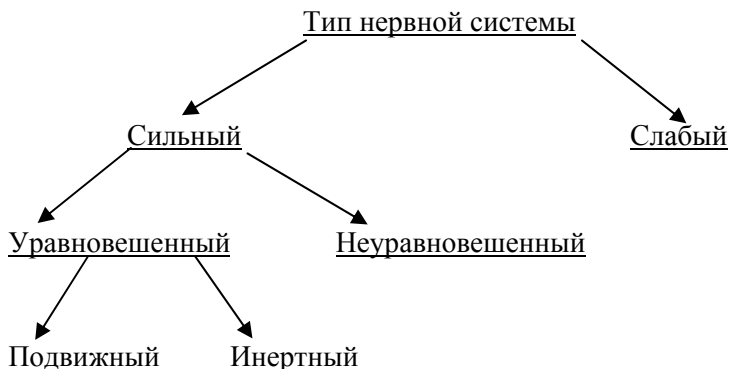 Тип нервной системы
Сильный Слабый
Уравновешенный Неуравновешенный
Подвижный Инертный